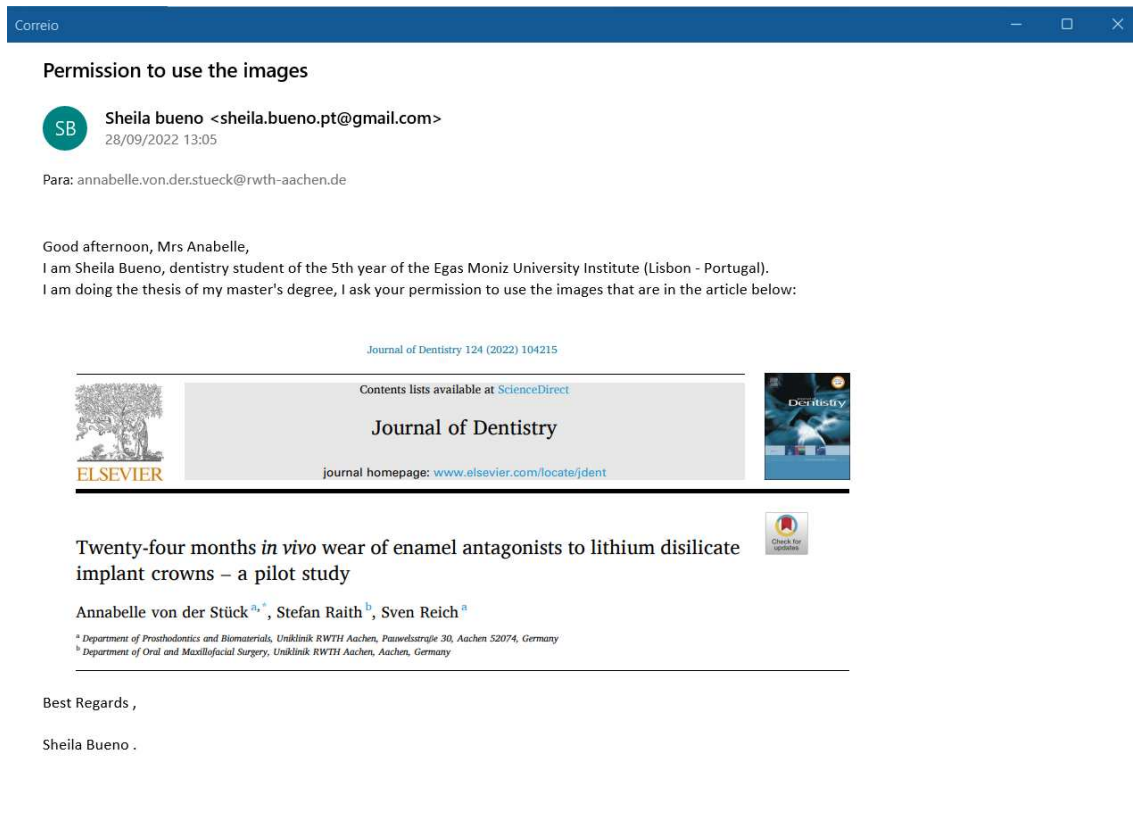 Correio
Permission to use the images
SB
Sheila bueno <sheila.bueno.pt@gmail.com>
28/09/2022 13:05
Para: annabelle.von.der.stueck@rwth-aachen.de
Good afternoon, Mrs Anabelle,
I am Sheila Bueno, dentistry student of the 5th year of the Egas Moniz University Institute (Lisbon - Portugal).
I am doing the thesis of my master's degree, I ask your permission to use the images that are in the article below:
Journal of Dentistry 124 (2022) 104215
Contents lists available at ScienceDirect
Journal of Dentistry
journal homepage: www.elsevier.com/locate/jdent
ELSEVIER
Dentistry
Check for
updates
Twenty-four months in vivo wear of enamel antagonists to lithium disilicate
implant crowns – a pilot study
Annabelle von der Stück a,*, Stefan Raith b, Sven Reich a
a Department of Prosthodontics and Biomaterials, Uniklinik RWTH Aachen, Pauwelsstraße 30, Aachen 52074, Germany
b Department of Oral and Maxillofacial Surgery, Uniklinik RWTH Aachen, Aachen, Germany
Best Regards ,
Sheila Bueno .